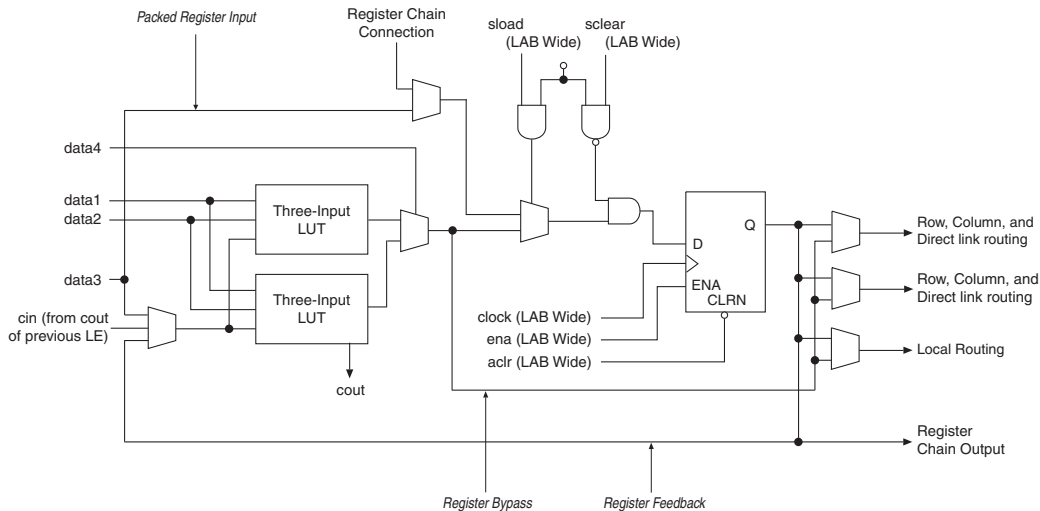 Packed Register Input
Register Chain
Connection
sload
(LAB Wide)
sclear
(LAB Wide)
data4
data1
data2
Three-Input
LUT
data3
Three-Input
LUT
cin (from cout
of previous LE)
cout
Q
D
ENA
CLRN
clock (LAB Wide)
ena (LAB Wide)
aclr (LAB Wide)
Row, Column, and
Direct link routing
Row, Column, and
Direct link routing
Local Routing
Register
Chain Output
Register Bypass
Register Feedback